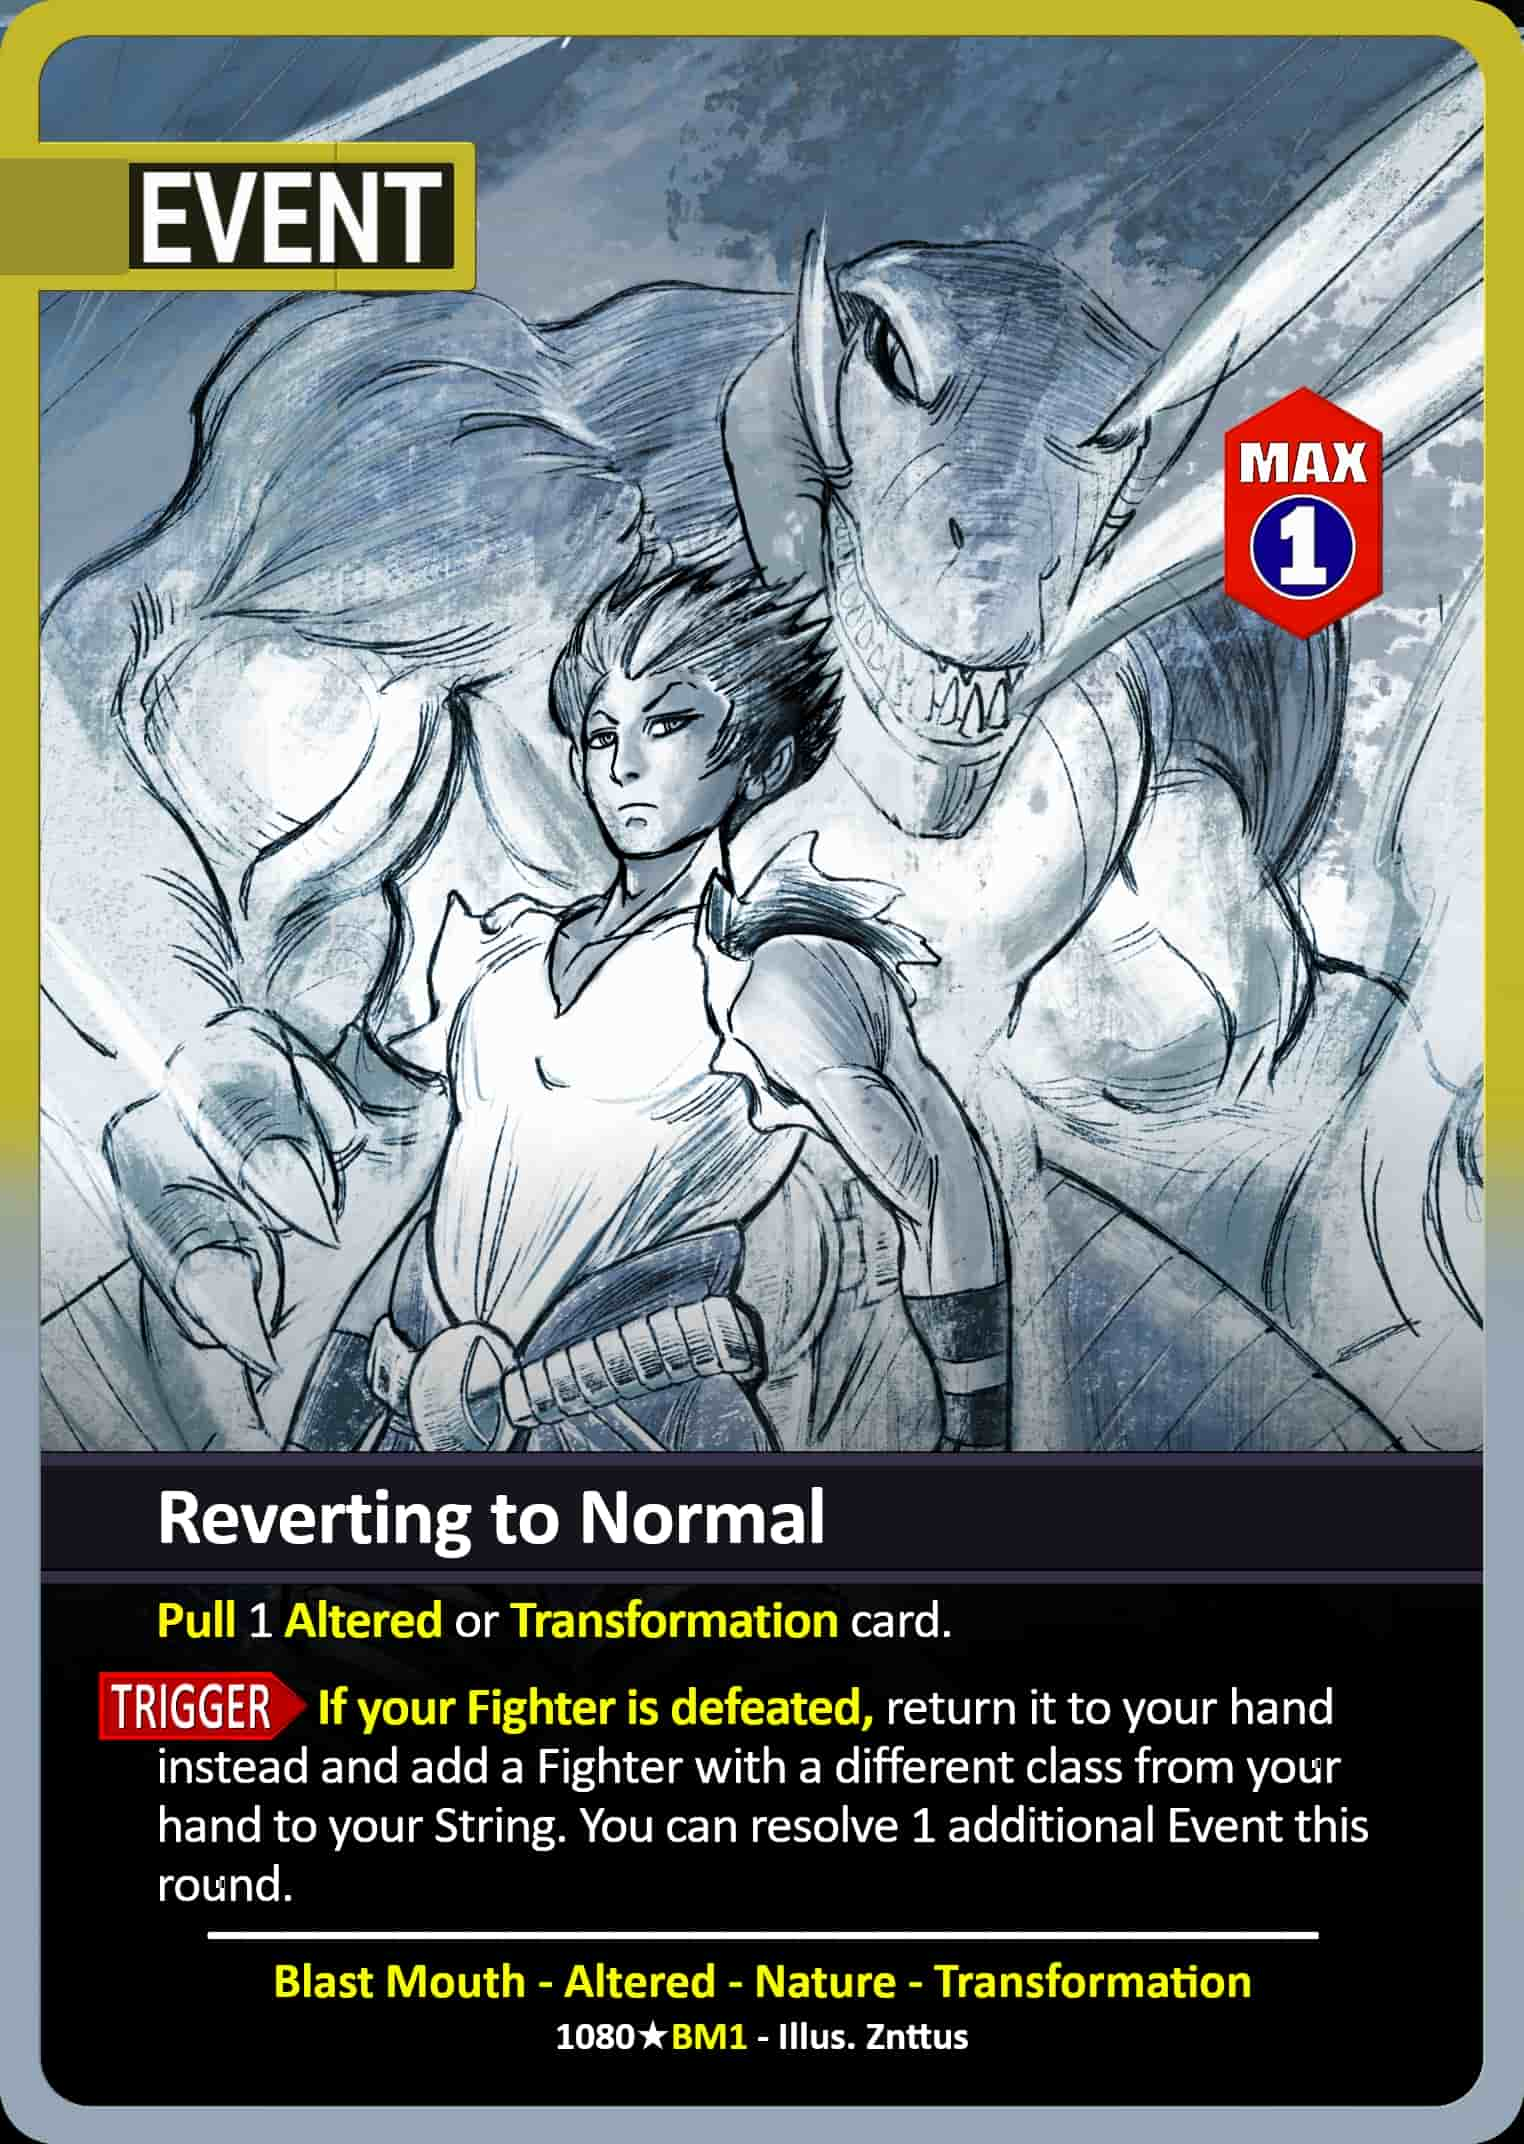 EVENT
MAX
1
Reverting to Normal
Pull 1 Altered or Transformation card.
TRIGGER If your Fighter is defeated, return it to your hand
instead and add a Fighter with a different class from your
hand to your String. You can resolve 1 additional Event this
round.
Blast Mouth - Altered - Nature - Transformation
1080★BM1 - Illus. Znttus